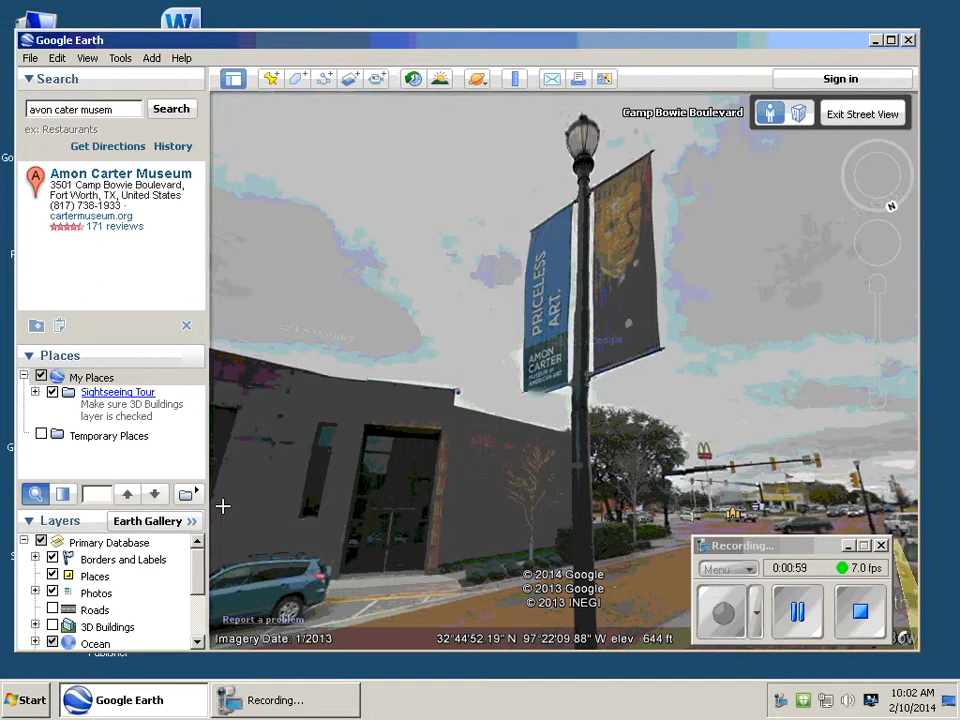 Google Earth
File Edit View Tools Add Help
Search
avon cater musem
Search
ex: Restaurants
Get Directions History
A
Amon Carter Museum
3501 Camp Bowie Boulevard,
Fort Worth, TX, United States
(817) 738-1933 ·
cartermuseum.org
171 reviews
Places
My Places
Sightseeing Tour
Make sure 3D Buildings
layer is checked
Temporary Places
Layers
Earth Gallery »
Primary Database
Borders and Labels
Places
Photos
Roads
3D Buildings
Ocean
Sign in
Camp Bowie Boulevard
Exit Street View
N
PRICELESS
ART.
AMON
CARTER
MUSEUM OF
AMERICAN ART
Google
© 2014 Google
© 2013 Google
© 2013 INEGI
Report a problem
Imagery Date: 1/2013
32°44'52.19" N 97°22'09.88" W elev 644 ft
Recording...
Menu
0:00:59
7.0 fps
Start
Google Earth
Recording...
10:02 AM
2/10/2014